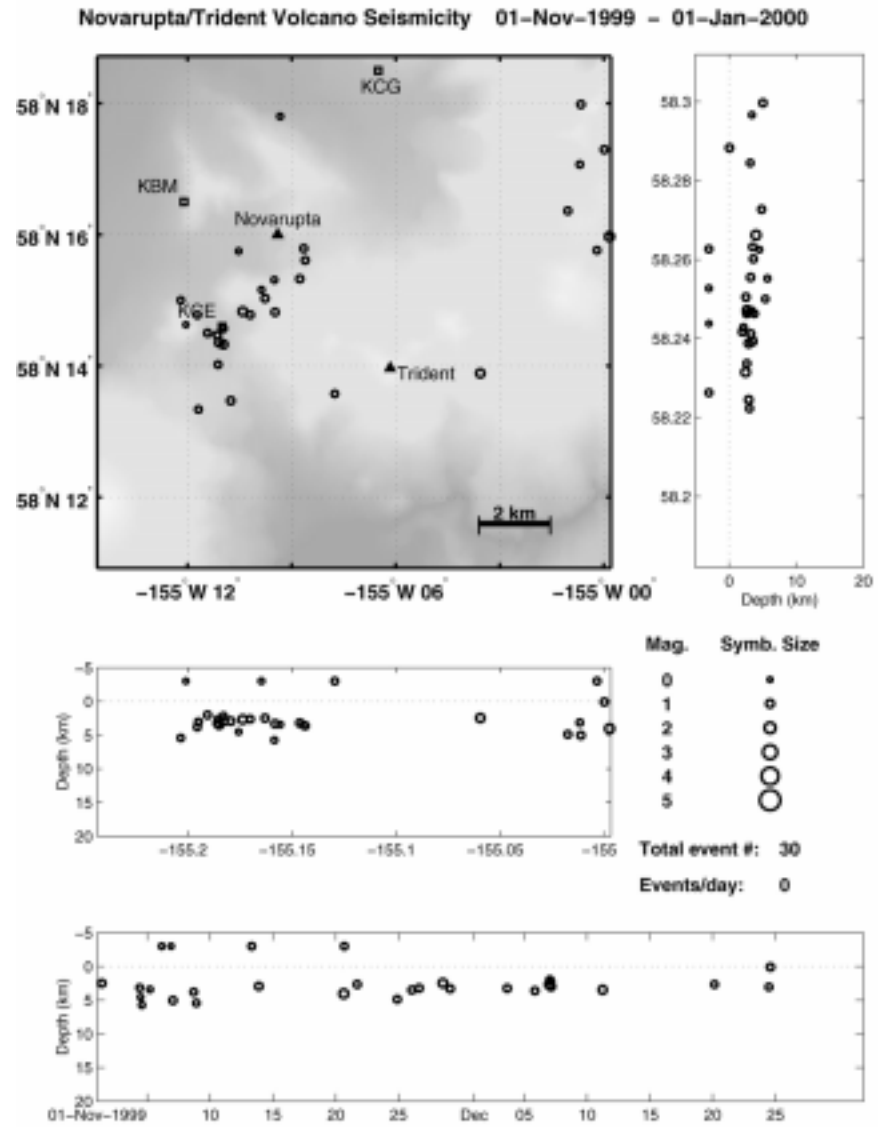 Novarupta/Trident Volcano Seismicity 01-Nov-1999 - 01-Jan-2000
KCG
58°N 18'
KBM
Novarupta
58°N 16'
KCE
58°N 14'
Trident
58°N 12'
2 km
-155°W 12' -155°W 06' -155°W 00'
58.3
58.28
58.26
58.24
58.22
58.2
0 10 20
Depth (km)
-5
0
5
10
15
20
Depth (km)
-155.2 -155.15 -155.1 -155.05 -155
Mag. Symb. Size
0
1
2
3
4
5
Total event #: 30
Events/day: 0
-5
0
5
10
15
20
Depth (km)
01-Nov-1999 10 15 20 25 Dec 05 10 15 20 25